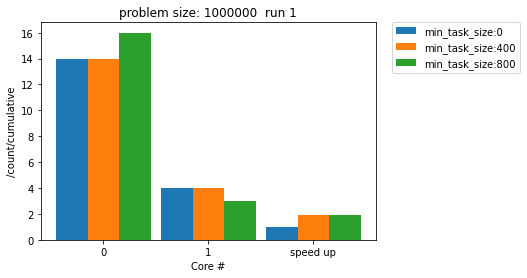 problem size: 1000000  run 1
/count/cumulative
16
14
12
10
8
6
4
2
0
0 1 speed up
Core #
min_task_size:0
min_task_size:400
min_task_size:800